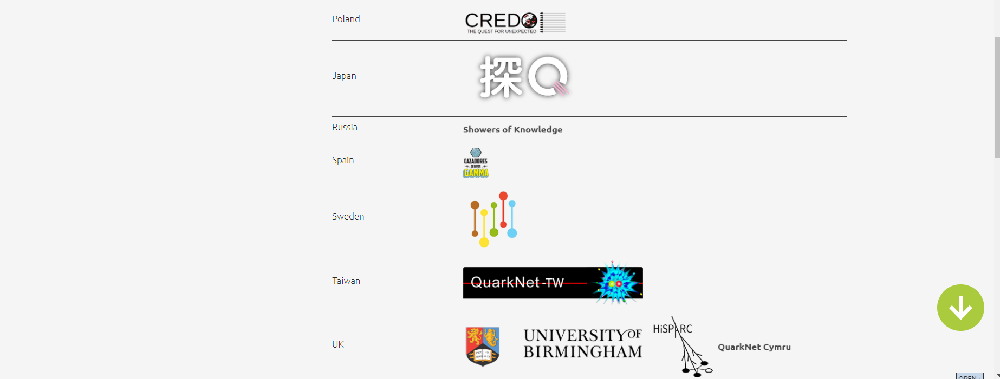 Poland
CREDO
THE QUEST FOR UNEXPECTED
Japan
探Q
Russia
Showers of Knowledge
Spain
CAZADORES
DE RAYOS
GAMMA
Sweden
Taiwan
QuarkNet -TW
UK
UNIVERSITY OF
BIRMINGHAM
HiSPARC
QuarkNet Cymru
OPEN